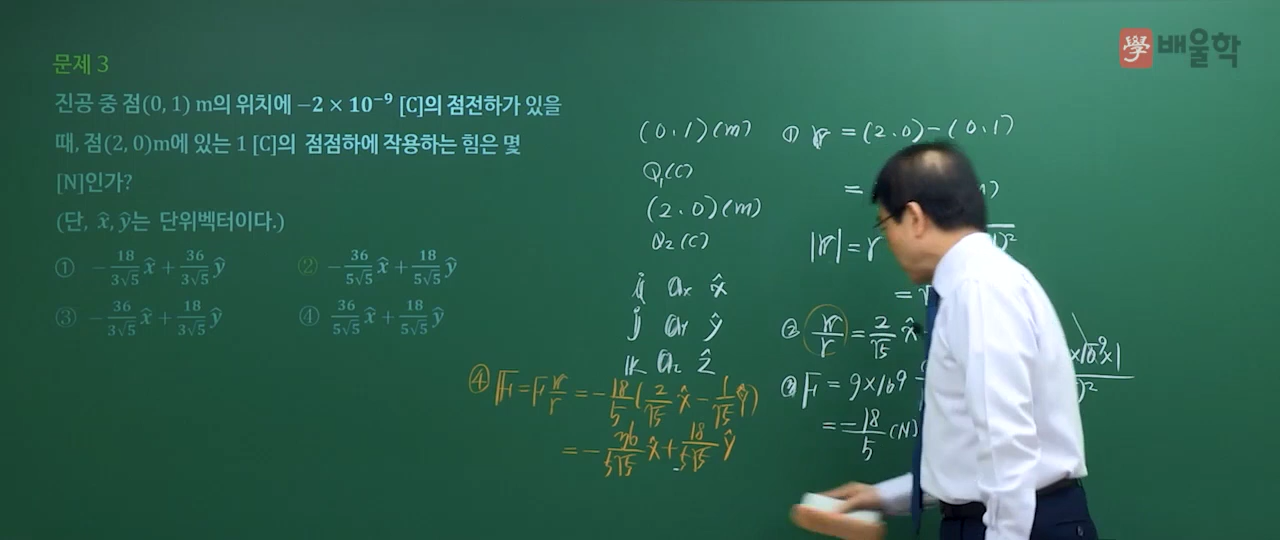 學 배울학
문제 3
진공 중 점(0, 1) m의 위치에 −2 × 10⁻⁹ [C]의 점전하가 있을
때, 점(2, 0)m에 있는 1 [C]의 점점하에 작용하는 힘은 몇
[N]인가?
(단, x̂, ŷ는 단위벡터이다.)
① −18/3√5 x̂ + 36/3√5 ŷ
② −36/5√5 x̂ + 18/5√5 ŷ
③ −36/3√5 x̂ + 18/3√5 ŷ
④ 36/5√5 x̂ + 18/5√5 ŷ
(0, 1) (m)
Q₁(C)
(2, 0) (m)
Q₂(C)
i ax x̂
j ay ŷ
k az ẑ
① r = (2, 0) − (0, 1)
=
|r| = r
= √
② r/r = 2/√5 x̂
③ F = 9×10⁹
= −18/5 (N)
④ F = F r/r = −18/5 (2/√5 x̂ − 1/√5 ŷ)
= −36/5√5 x̂ + 18/5√5 ŷ